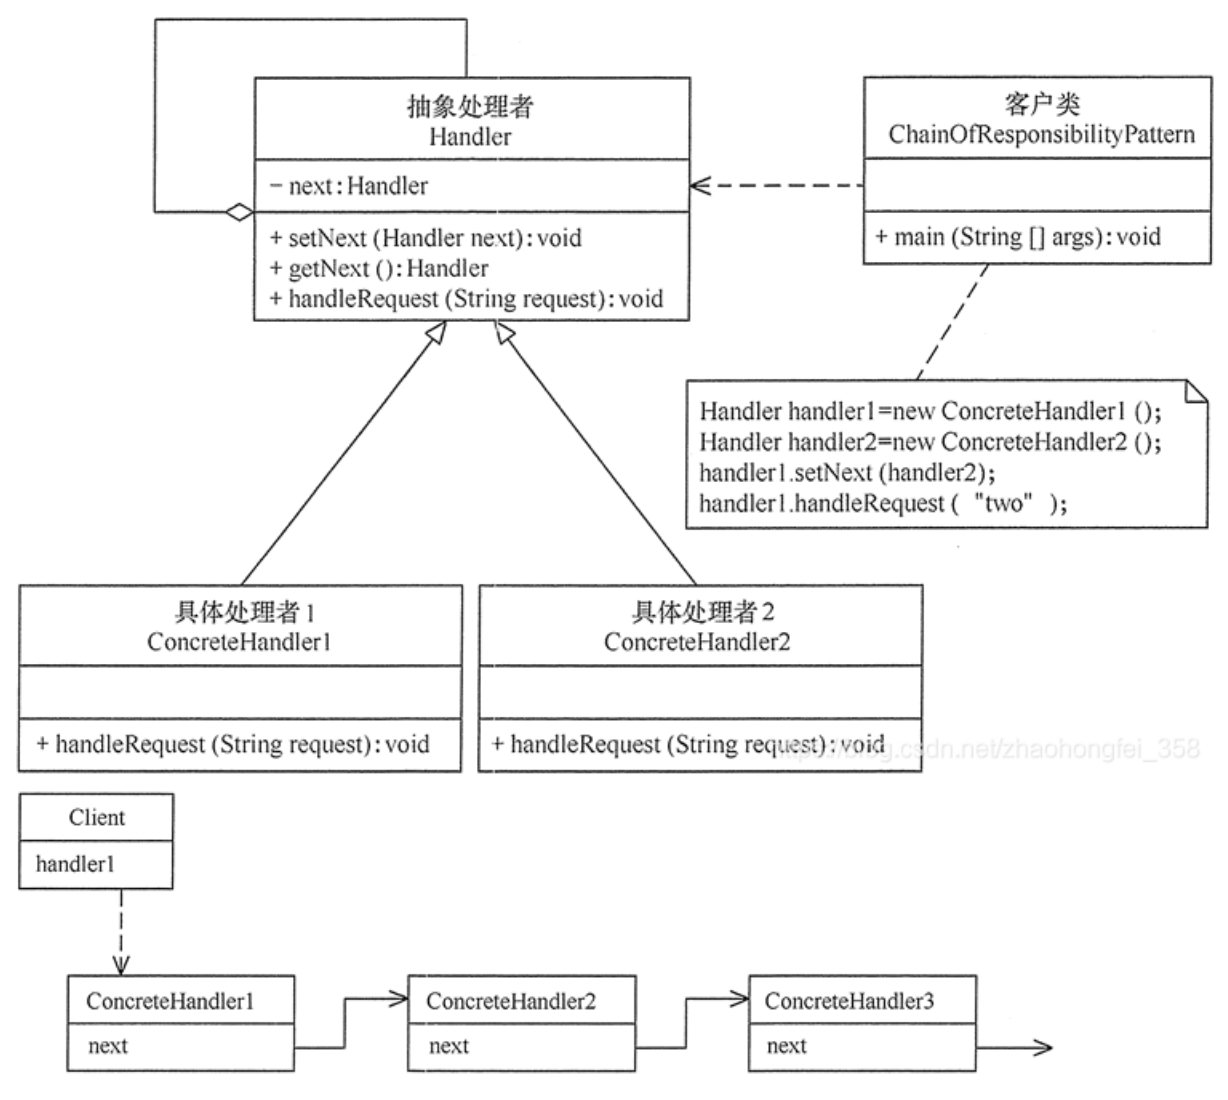 抽象处理者
Handler
- next:Handler
+ setNext (Handler next):void
+ getNext ():Handler
+ handleRequest (String request):void
客户类
ChainOfResponsibilityPattern
+ main (String [] args):void
Handler handler1=new ConcreteHandler1 ();
Handler handler2=new ConcreteHandler2 ();
handler1.setNext (handler2);
handler1.handleRequest ( "two" );
具体处理者1
ConcreteHandler1
+ handleRequest (String request):void
具体处理者2
ConcreteHandler2
+ handleRequest (String request):void
https://blog.csdn.net/zhaohongfei_358
Client
handler1
ConcreteHandler1
next
ConcreteHandler2
next
ConcreteHandler3
next